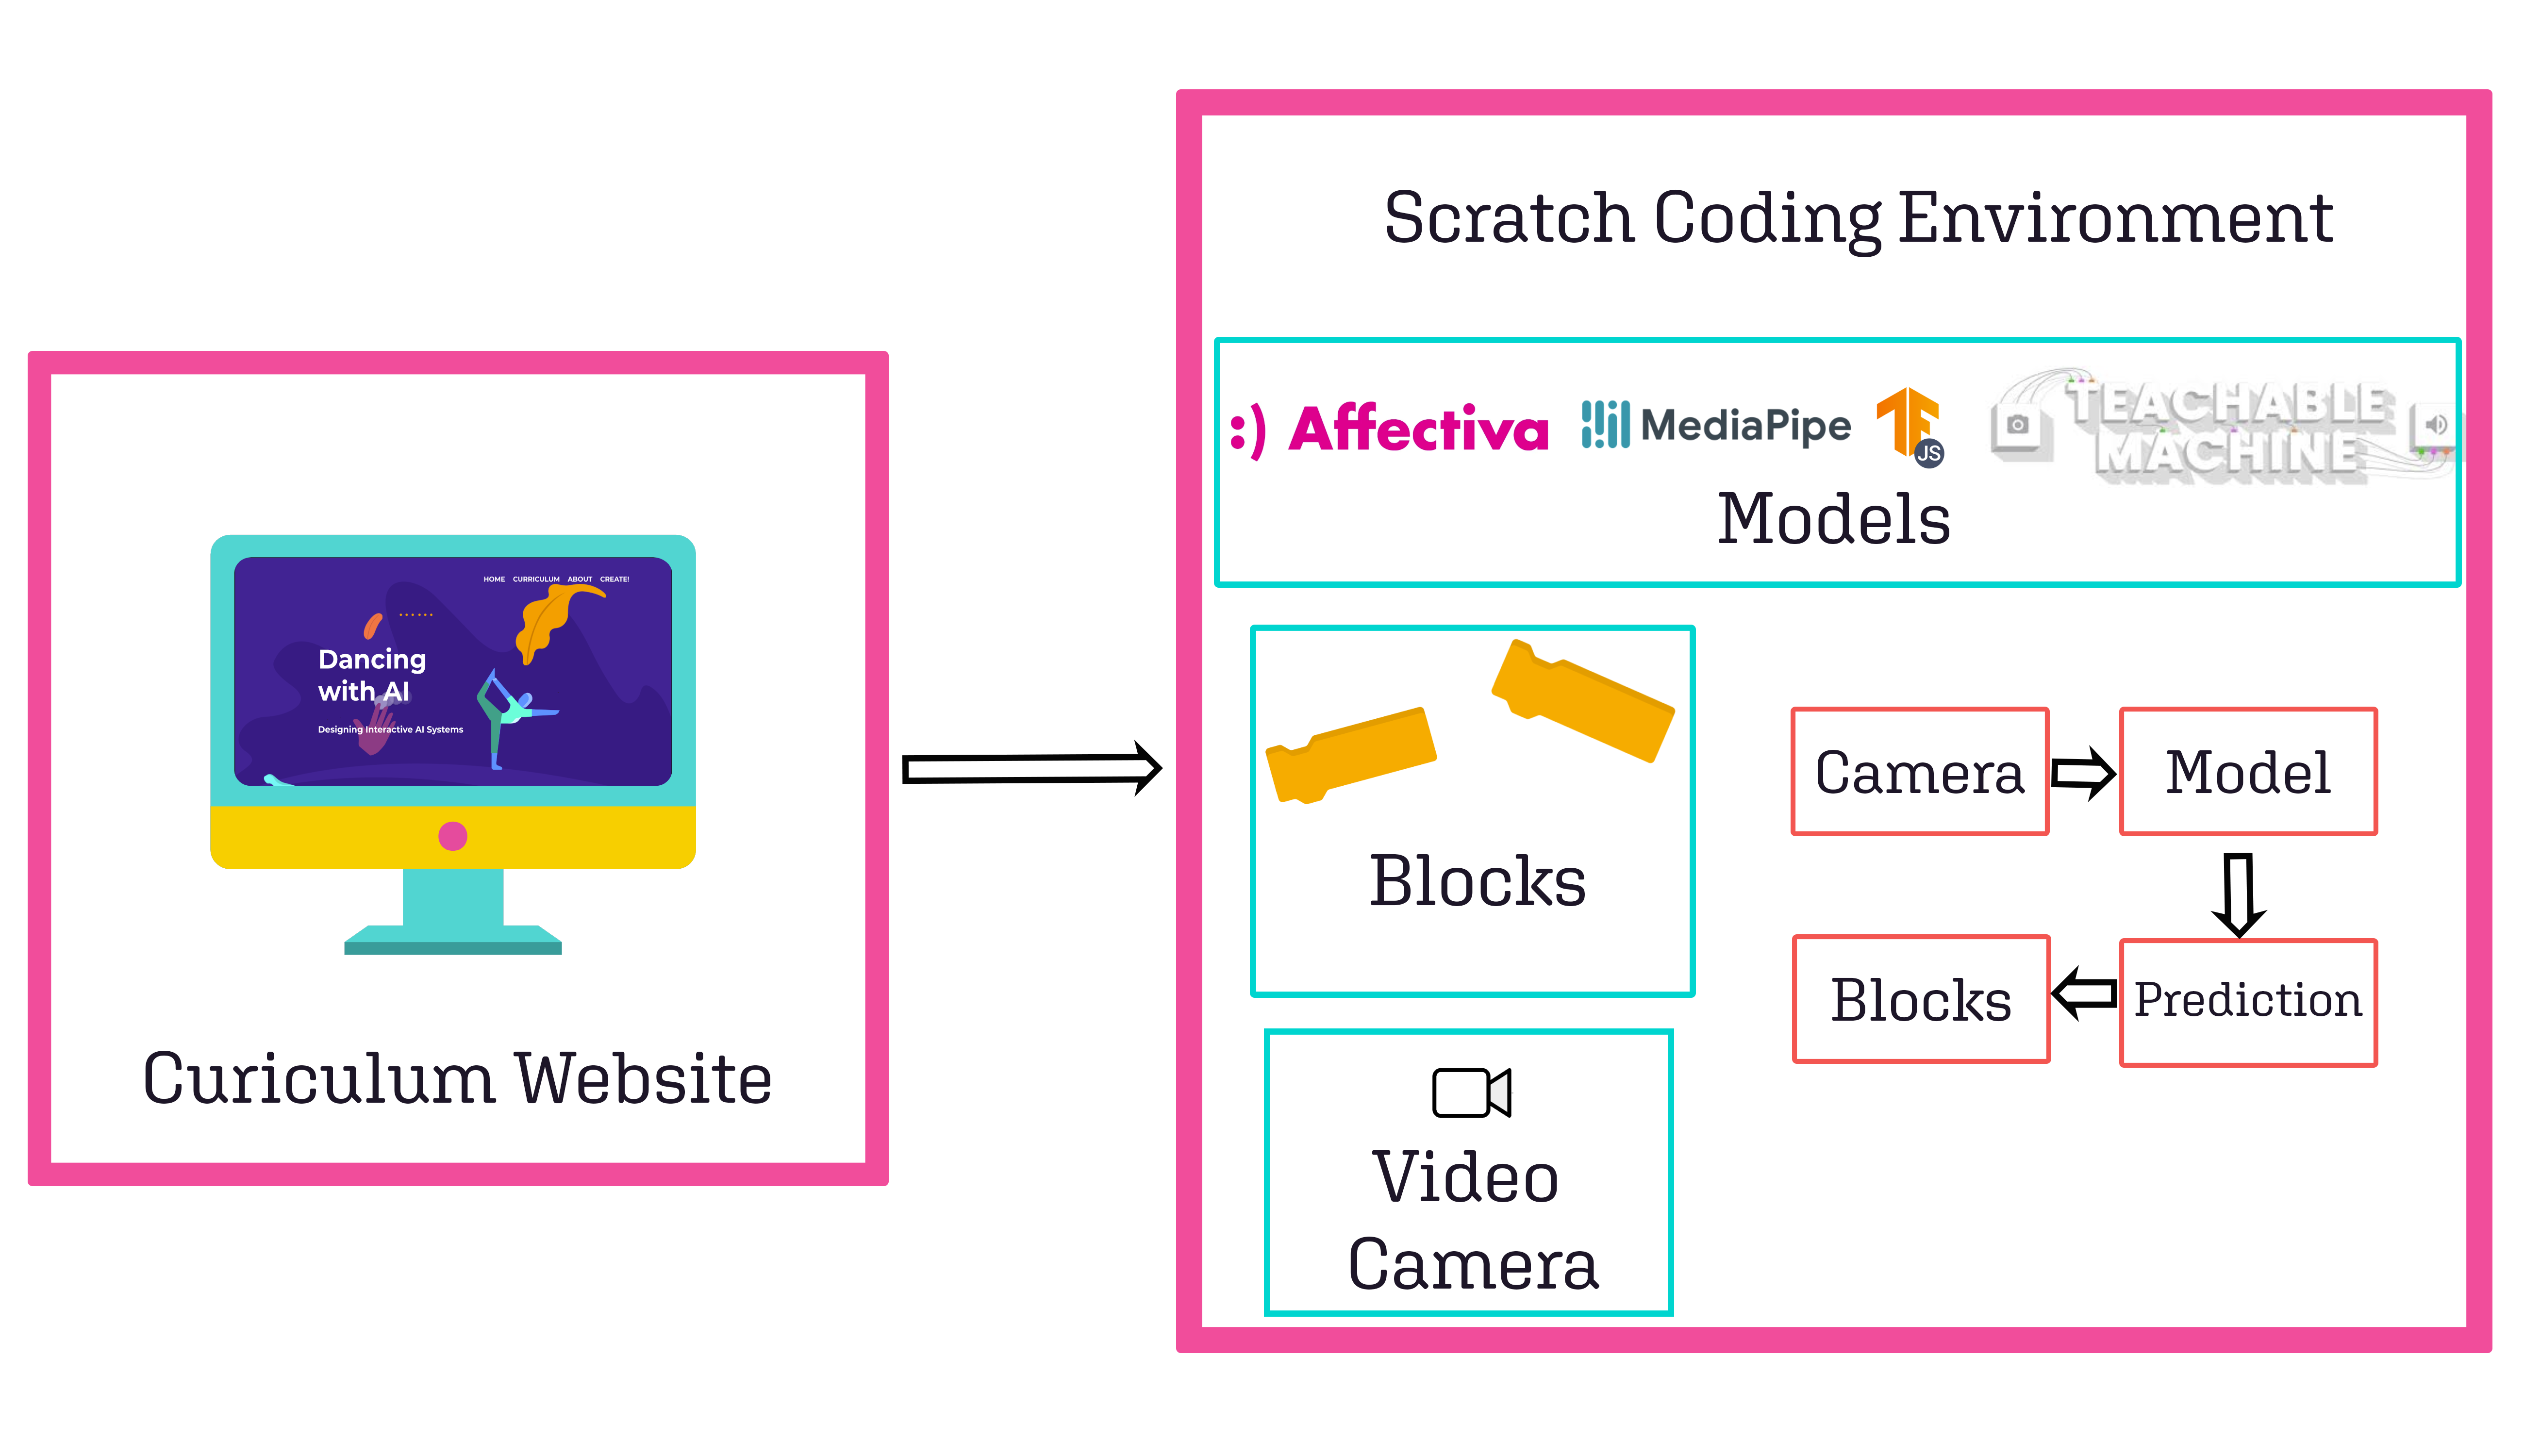 HOME CURRICULUM ABOUT CREATE!
Dancing
with AI
Designing Interactive AI Systems
Curiculum Website
Scratch Coding Environment
:) Affectiva
MediaPipe
JS
TEACHABLE
MACHINE
Models
Blocks
Video
Camera
Camera
Model
Prediction
Blocks